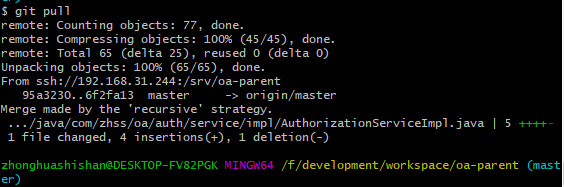 $ git pull
remote: Counting objects: 77, done.
remote: Compressing objects: 100% (45/45), done.
remote: Total 65 (delta 25), reused 0 (delta 0)
Unpacking objects: 100% (65/65), done.
From ssh://192.168.31.244:/srv/oa-parent
   95a3230..6f2fa13  master     -> origin/master
Merge made by the 'recursive' strategy.
 .../java/com/zhss/oa/auth/service/impl/AuthorizationServiceImpl.java | 5 ++++-
 1 file changed, 4 insertions(+), 1 deletion(-)
zhonghuashishan@DESKTOP-FV82PGK MINGW64 /f/development/workspace/oa-parent (mast
er)